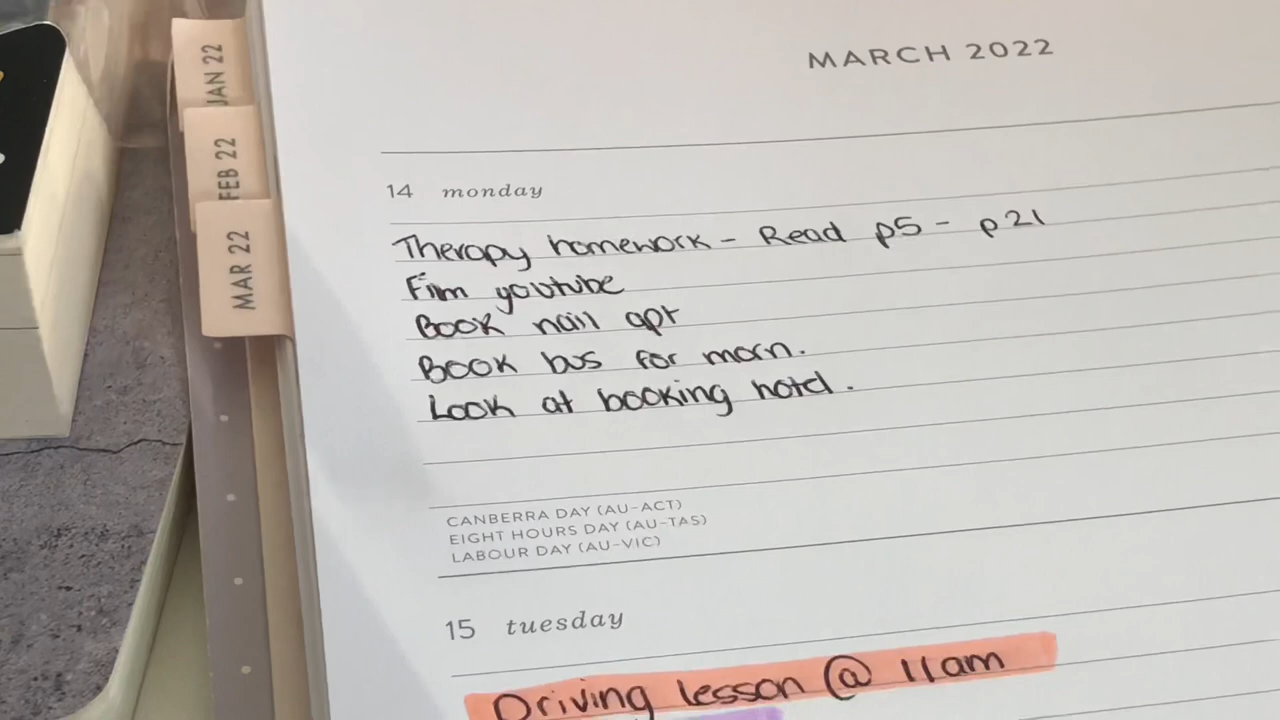 JAN 22
FEB 22
MAR 22
MARCH 2022
14 monday
Therapy homework - Read p5 - p21
Film youtube
Book nail apt
Book bus for morn.
Look at booking hotel.
CANBERRA DAY (AU-ACT)
EIGHT HOURS DAY (AU-TAS)
LABOUR DAY (AU-VIC)
15 tuesday
Driving lesson @ 11am